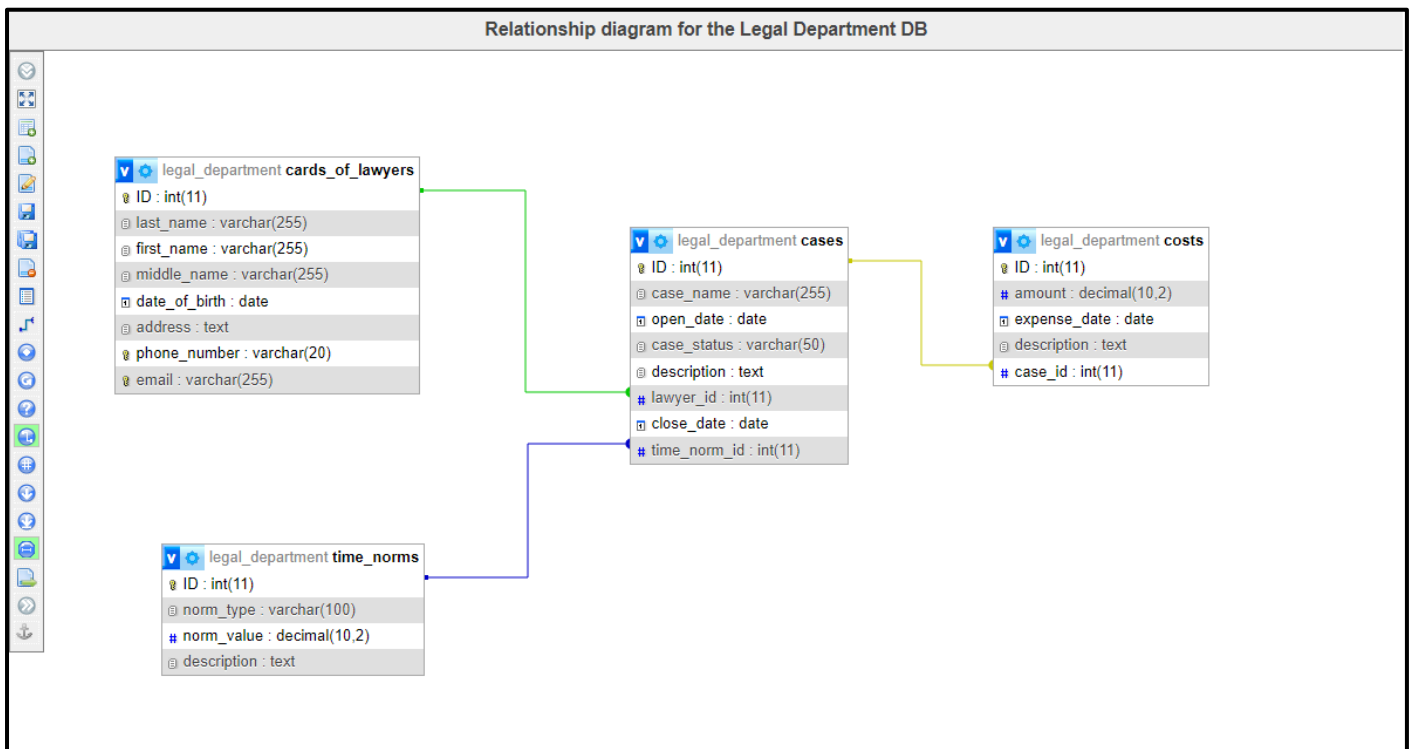 Relationship diagram for the Legal Department DB
v legal_department cards_of_lawyers
ID : int(11)
last_name : varchar(255)
first_name : varchar(255)
middle_name : varchar(255)
date_of_birth : date
address : text
phone_number : varchar(20)
email : varchar(255)
v legal_department cases
ID : int(11)
case_name : varchar(255)
open_date : date
case_status : varchar(50)
description : text
# lawyer_id : int(11)
close_date : date
# time_norm_id : int(11)
v legal_department costs
ID : int(11)
# amount : decimal(10,2)
expense_date : date
description : text
# case_id : int(11)
v legal_department time_norms
ID : int(11)
norm_type : varchar(100)
# norm_value : decimal(10,2)
description : text